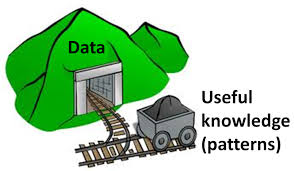 Data
Useful
knowledge
(patterns)